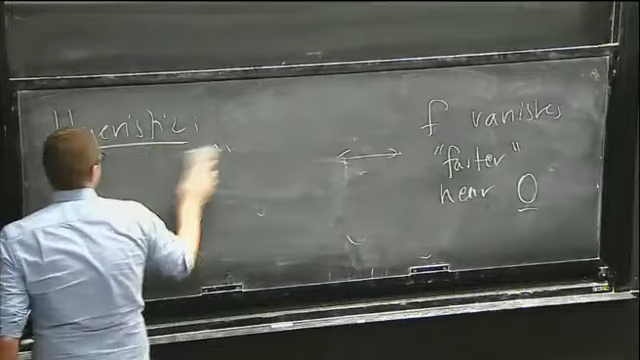 Heuristic:
↔
f vanishes
"faster"
near 0